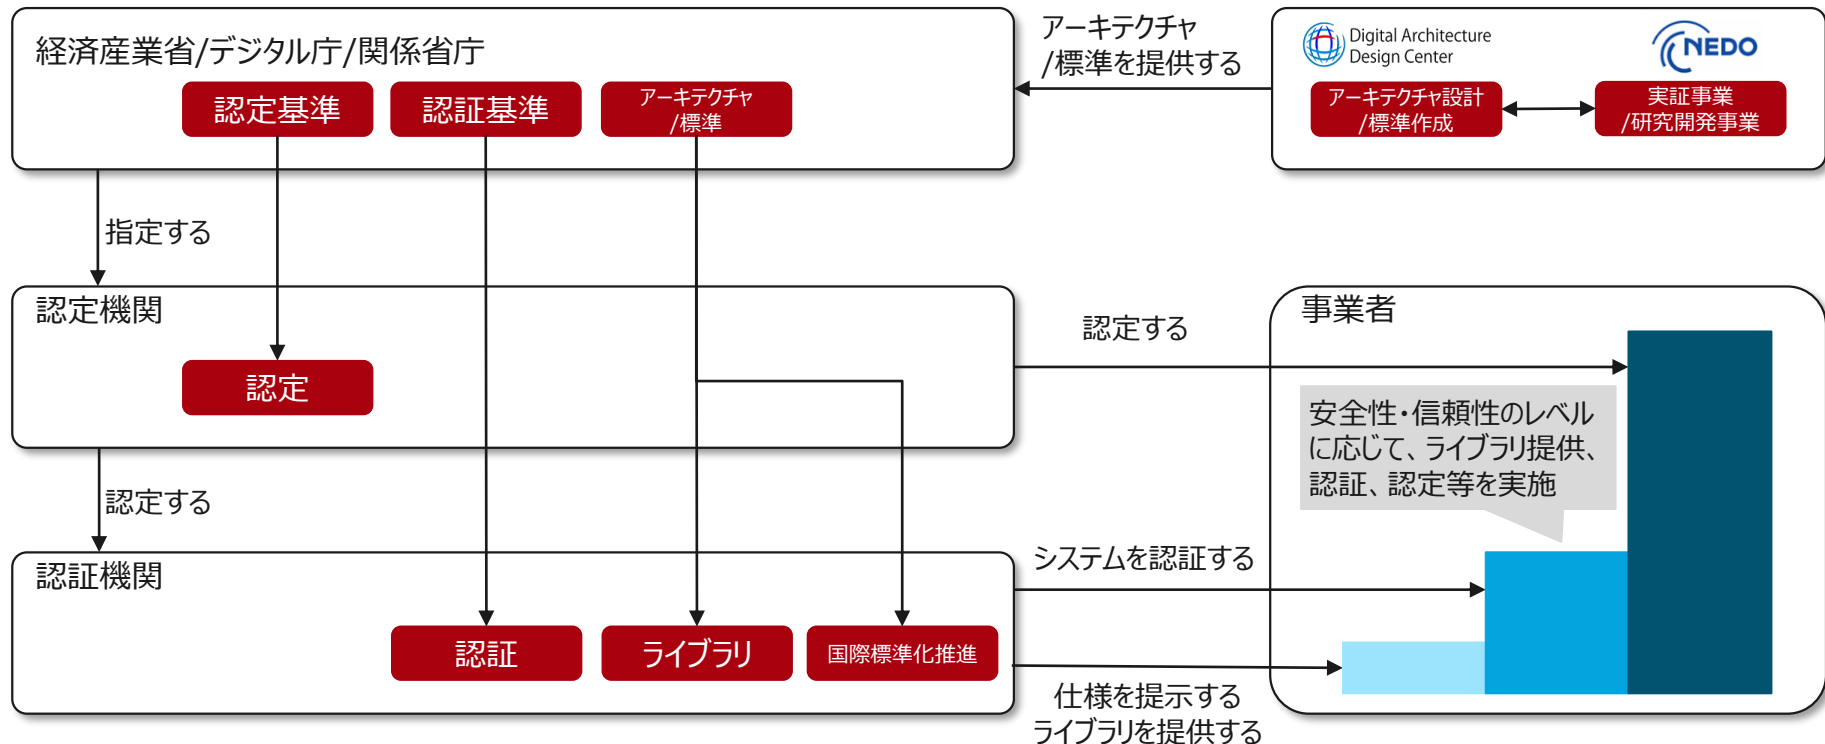 経済産業省/デジタル庁/関係省庁
認定基準
認証基準
アーキテクチャ
/標準
アーキテクチャ
/標準を提供する
Digital Architecture
Design Center
NEDO
アーキテクチャ設計
/標準作成
実証事業
/研究開発事業
指定する
認定機関
認定
認定する
事業者
安全性・信頼性のレベル
に応じて、ライブラリ提供、
認証、認定等を実施
認定する
認証機関
認証
ライブラリ
国際標準化推進
システムを認証する
仕様を提示する
ライブラリを提供する